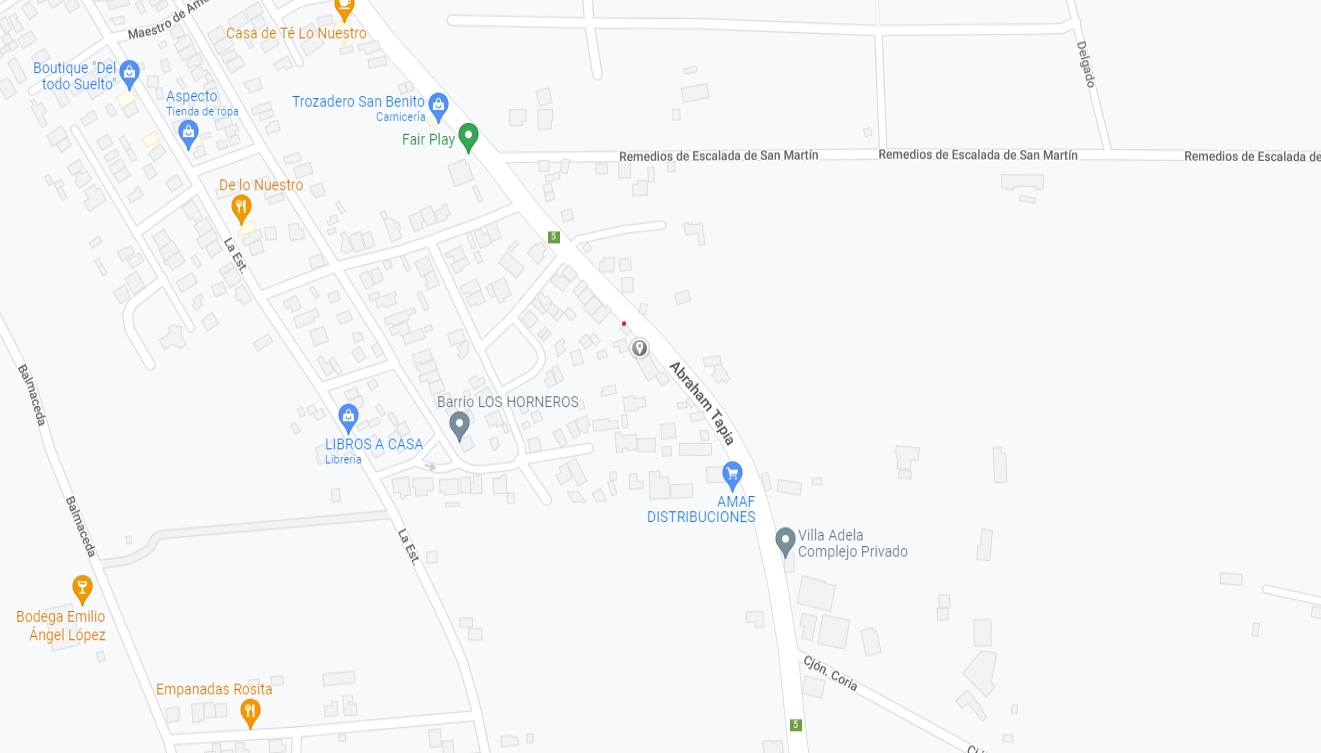 Maestro de Amé
Casa de Té Lo Nuestro
Boutique "Del
todo Suelto"
Delgado
Aspecto
Tienda de ropa
Trozadero San Benito
Carnicería
Fair Play
Remedios de Escalada de San Martín
Remedios de Escalada de San Martín
Remedios de Escalada de
De lo Nuestro
5
La Est.
Balmaceda
Abraham Tapia
Barrio LOS HORNEROS
LIBROS A CASA
Librería
AMAF
DISTRIBUCIONES
Balmaceda
La Est.
Villa Adela
Complejo Privado
Bodega Emilio
Ángel López
Cjón. Coria
Empanadas Rosita
5